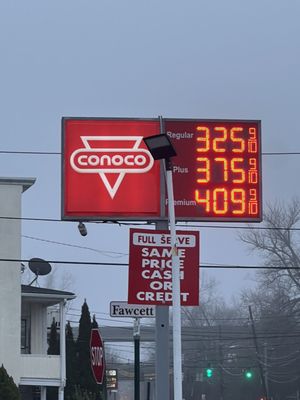 CONOCO
Regular 325 9/10
Plus 375 9/10
Premium 409 9/10
FULL SERVE
SAME
PRICE
CASH
OR
CREDIT
Fawcett
STOP